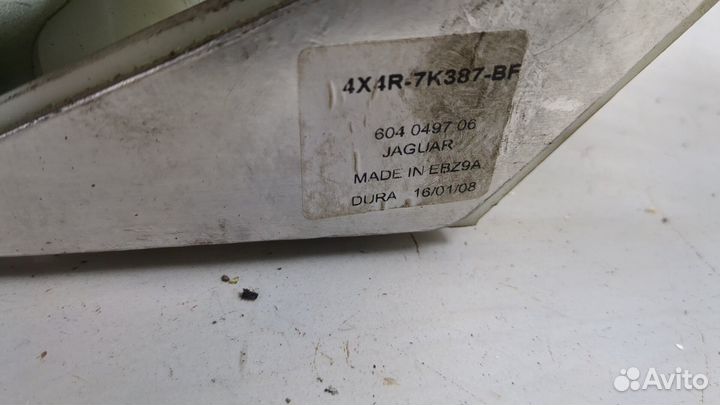 4X4R-7K387-BF
604 0497 06
JAGUAR
MADE IN EBZ9A
DURA 16/01/08
Avito